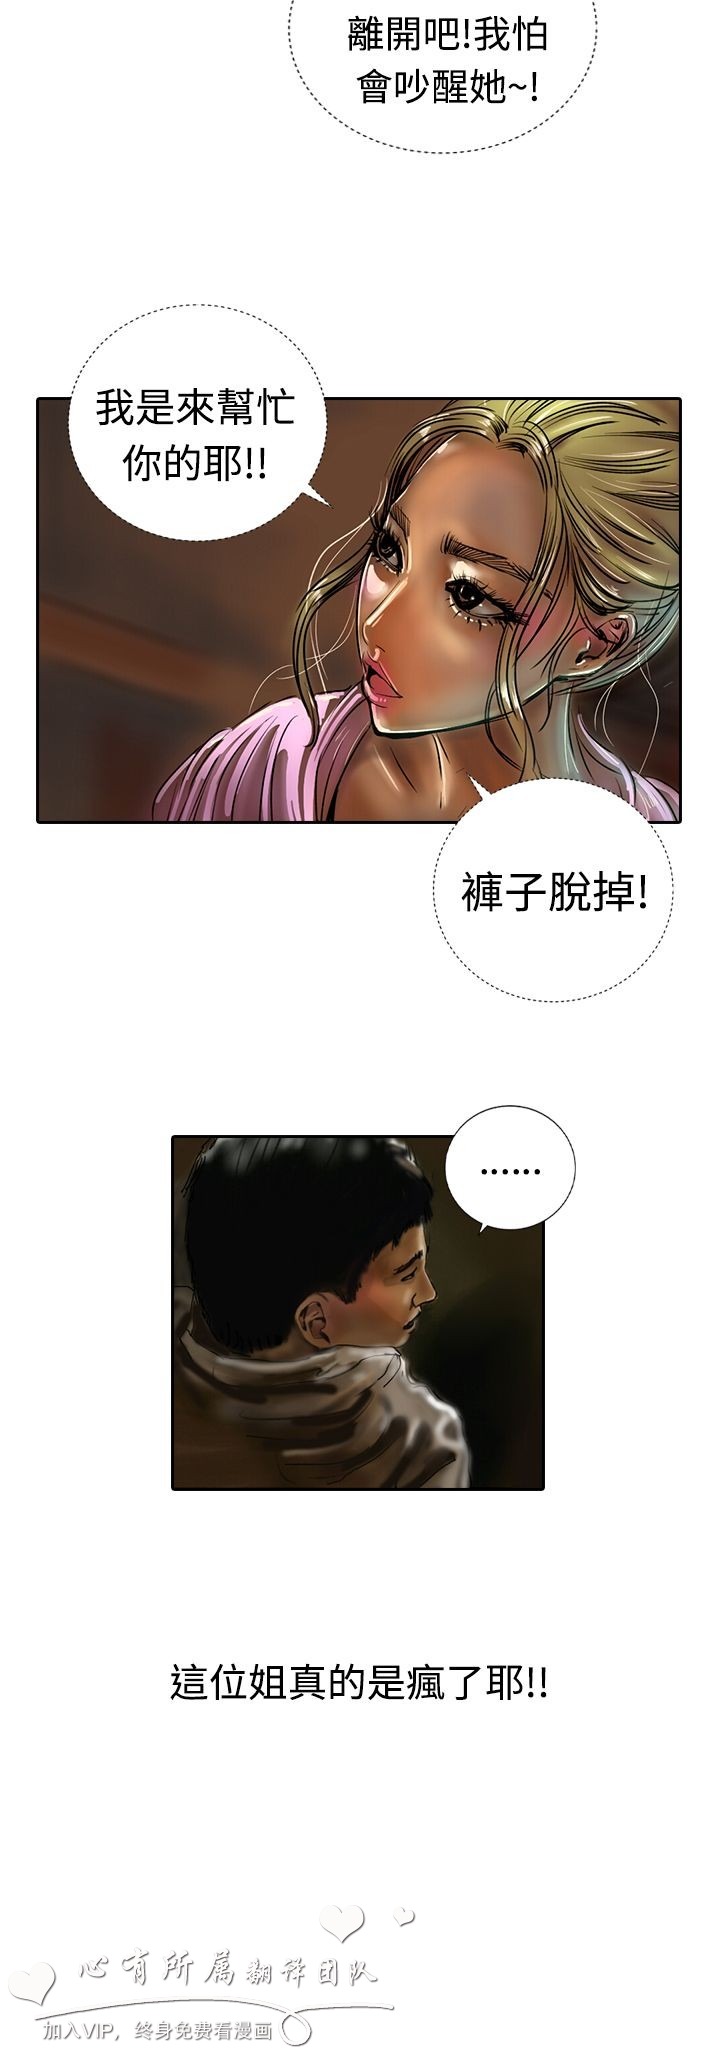 離開吧!我怕
會吵醒她~!
我是來幫忙
你的耶!!
褲子脫掉!
......
這位姐真的是瘋了耶!!
心有所属翻译团队
加入VIP，终身免费看漫画